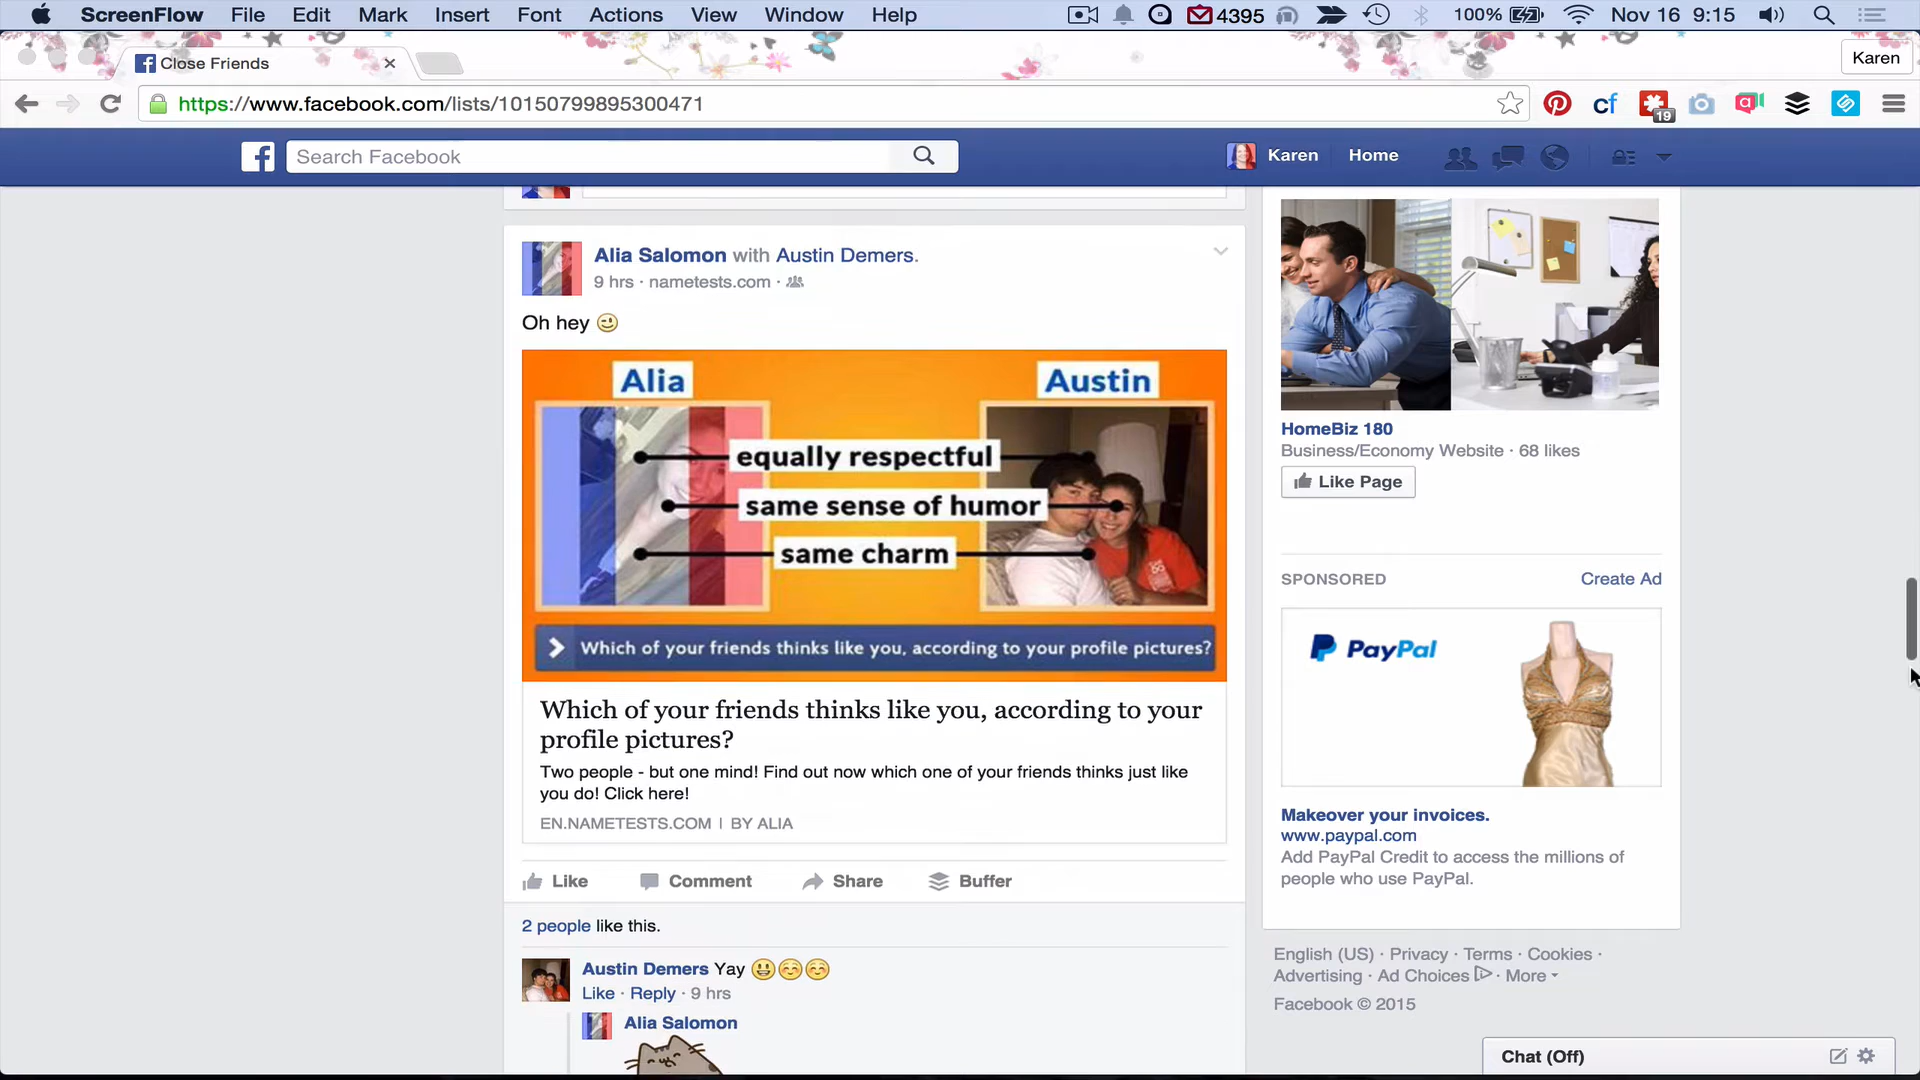 ScreenFlow File Edit Mark Insert Font Actions View Window Help 4395 100% Nov 16 9:15
Close Friends
Karen
https://www.facebook.com/lists/10150799895300471
cf
19
Search Facebook
Karen Home
Alia Salomon with Austin Demers.
9 hrs · nametests.com ·
Oh hey
Alia
Austin
equally respectful
same sense of humor
same charm
Which of your friends thinks like you, according to your profile pictures?
Which of your friends thinks like you, according to your
profile pictures?
Two people - but one mind! Find out now which one of your friends thinks just like
you do! Click here!
EN.NAMETESTS.COM | BY ALIA
Like Comment Share Buffer
2 people like this.
Austin Demers Yay
Like · Reply · 9 hrs
Alia Salomon
HomeBiz 180
Business/Economy Website · 68 likes
Like Page
SPONSORED
Create Ad
PayPal
Makeover your invoices.
www.paypal.com
Add PayPal Credit to access the millions of
people who use PayPal.
English (US) · Privacy · Terms · Cookies ·
Advertising · Ad Choices · More
Facebook © 2015
Chat (Off)